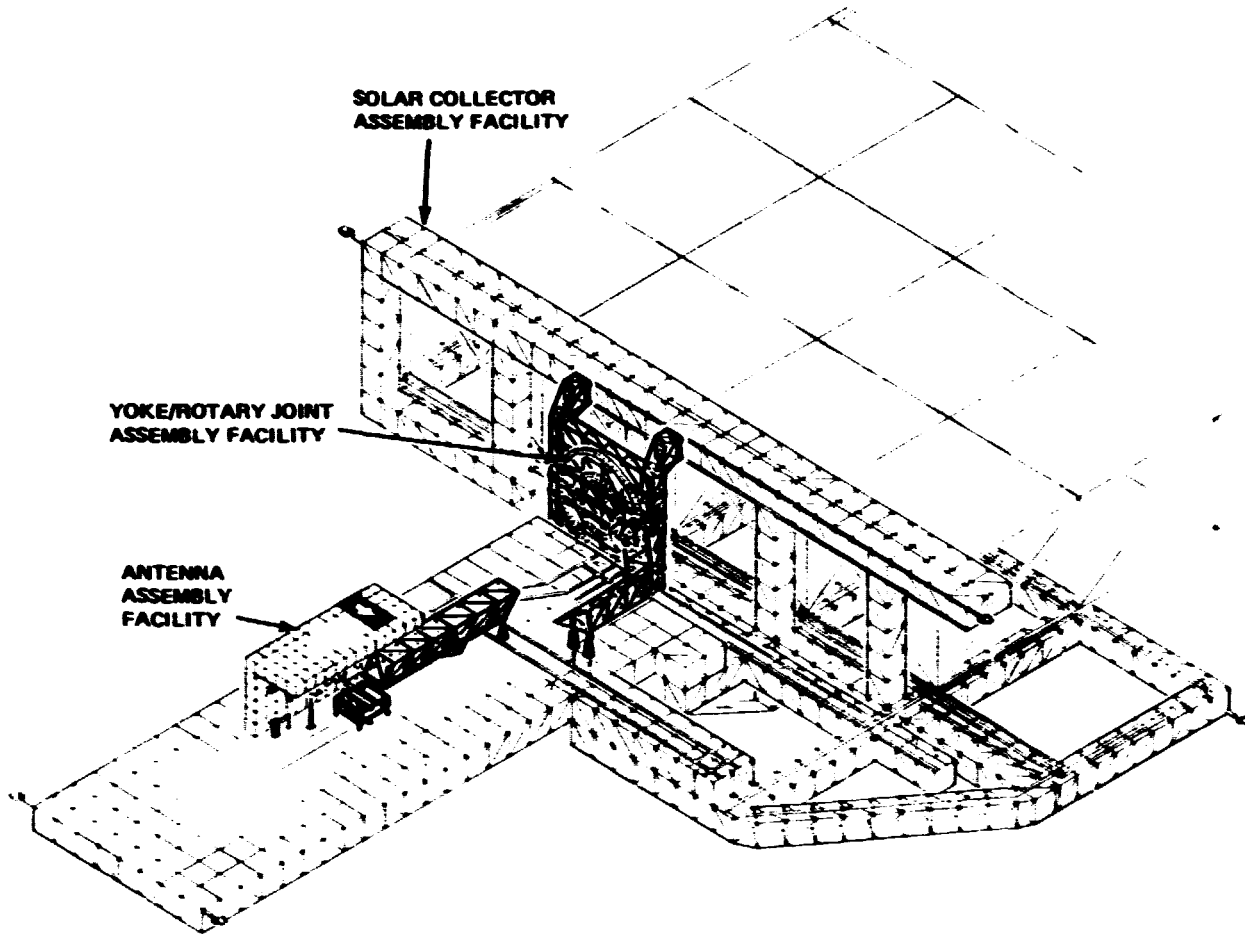 SOLAR COLLECTOR
ASSEMBLY FACILITY
YOKE/ROTARY JOINT
ASSEMBLY FACILITY
ANTENNA
ASSEMBLY
FACILITY